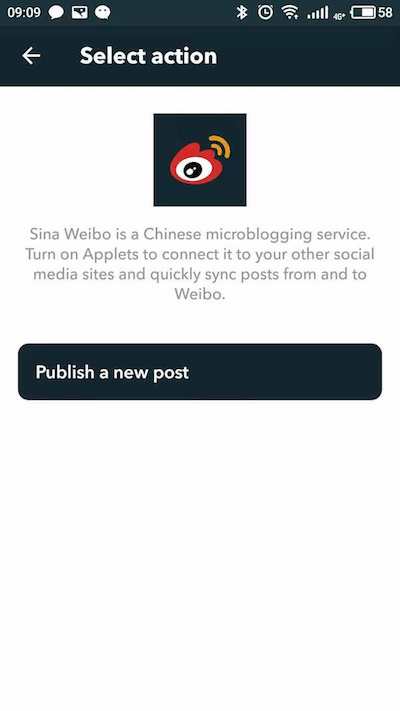 09:09 4G+ 58
Select action
Sina Weibo is a Chinese microblogging service.
Turn on Applets to connect it to your other social
media sites and quickly sync posts from and to
Weibo.
Publish a new post